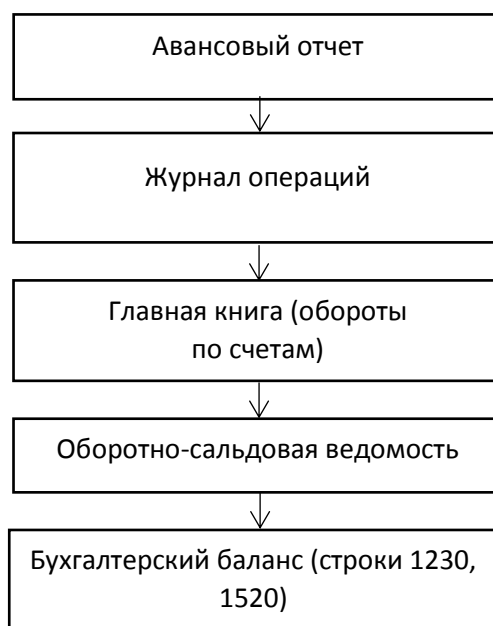 Авансовый отчет
Журнал операций
Главная книга (обороты
по счетам)
Оборотно-сальдовая ведомость
Бухгалтерский баланс (строки 1230,
1520)